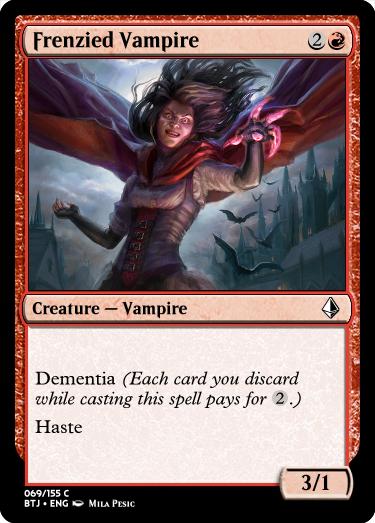 Frenzied Vampire 2
Creature — Vampire
Dementia (Each card you discard
while casting this spell pays for 2.)
Haste
3/1
069/155 C
BTJ • ENG Mila Pesic